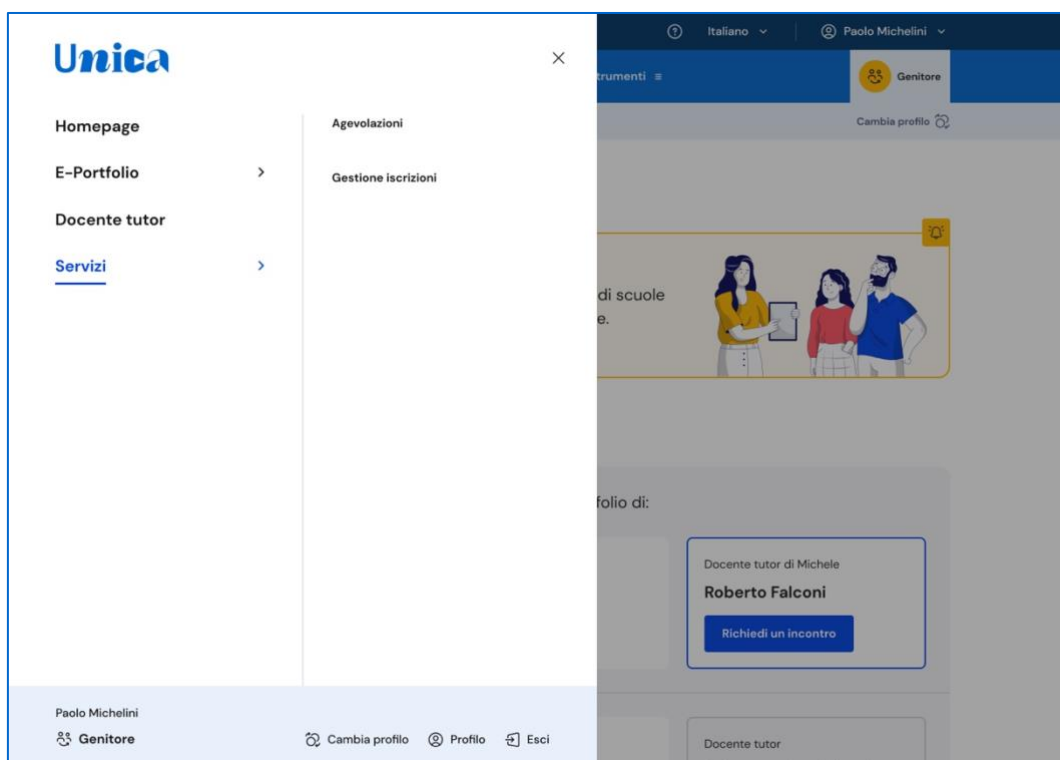 Unica
Homepage
E-Portfolio
Docente tutor
Servizi
Agevolazioni
Gestione iscrizioni
Paolo Michelini
Genitore
Cambia profilo
Profilo
Esci
Italiano
Paolo Michelini
trumenti
Genitore
Cambia profilo
di scuole
e.
folio di:
Docente tutor di Michele
Roberto Falconi
Richiedi un incontro
Docente tutor